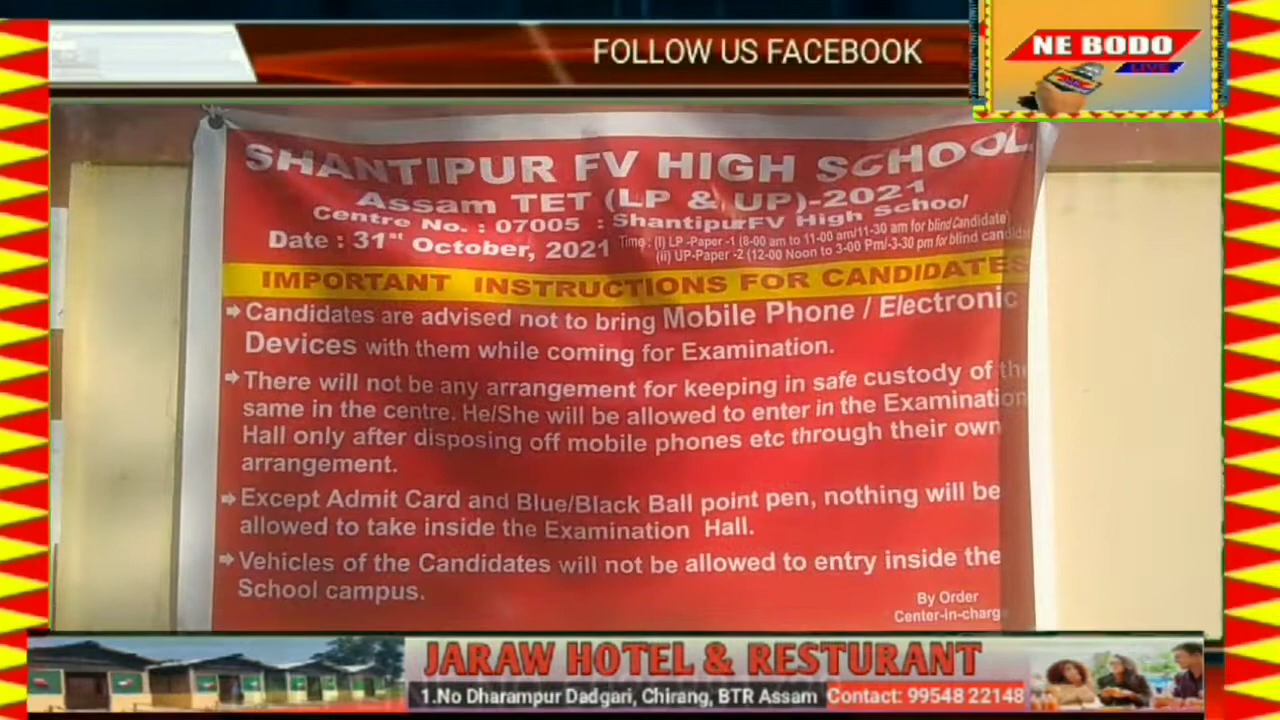 FOLLOW US FACEBOOK
NE BODO
LIVE
SHANTIPUR FV HIGH SCHOOL
Assam TET (LP & UP)-2021
Centre No. : 07005 : ShantipurFV High School
Date : 31st October, 2021
Time : (i) LP -Paper -1 (8-00 am to 11-00 am/11-30 am for blind Candidate)
(ii) UP-Paper -2 (12-00 Noon to 3-00 Pm/3-30 pm for blind
IMPORTANT INSTRUCTIONS FOR CANDIDATES
Candidates are advised not to bring Mobile Phone / Electronic
Devices with them while coming for Examination.
There will not be any arrangement for keeping in safe custody of the
same in the centre. He/She will be allowed to enter in the Examination
Hall only after disposing off mobile phones etc through their own
arrangement.
Except Admit Card and Blue/Black Ball point pen, nothing will be
allowed to take inside the Examination Hall.
Vehicles of the Candidates will not be allowed to entry inside the
School campus.
By Order
Center-in-charg
JARAW HOTEL & RESTURANT
1.No Dharampur Dadgari, Chirang, BTR Assam Contact: 99548 22148